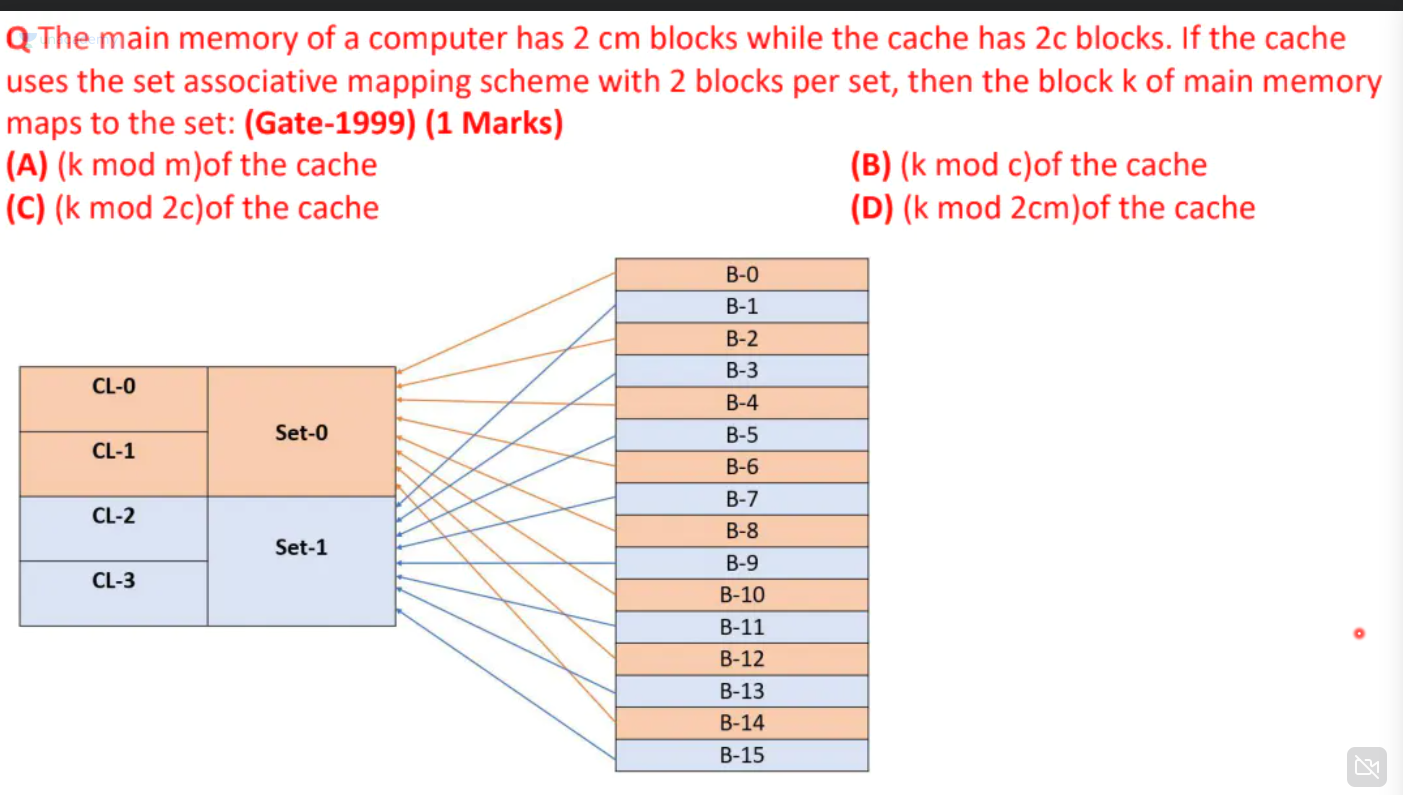 Q The main memory of a computer has 2 cm blocks while the cache has 2c blocks. If the cache
uses the set associative mapping scheme with 2 blocks per set, then the block k of main memory
maps to the set: (Gate-1999) (1 Marks)
(A) (k mod m)of the cache
(B) (k mod c)of the cache
(C) (k mod 2c)of the cache
(D) (k mod 2cm)of the cache
CL-0
CL-1
Set-0
CL-2
CL-3
Set-1
B-0
B-1
B-2
B-3
B-4
B-5
B-6
B-7
B-8
B-9
B-10
B-11
B-12
B-13
B-14
B-15